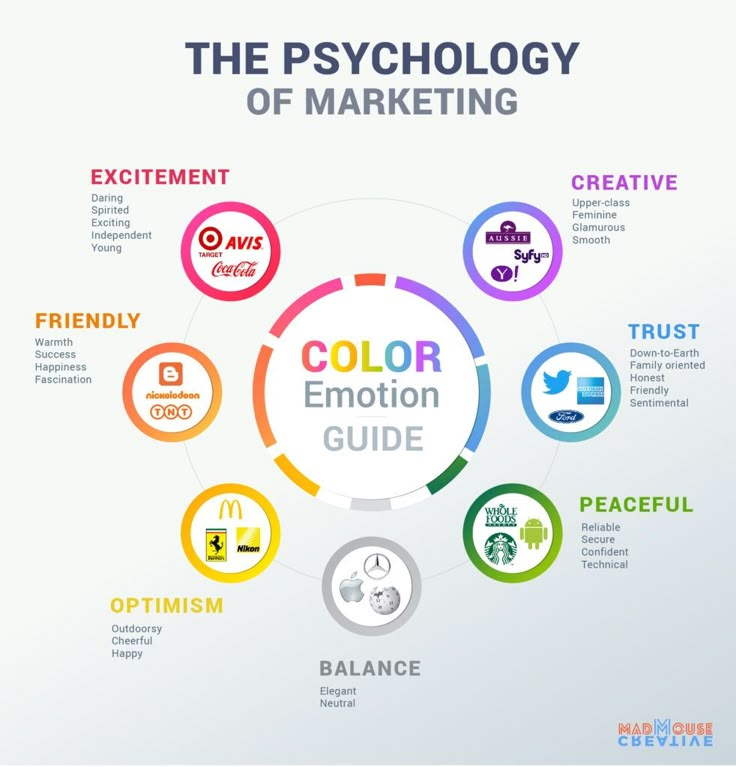 THE PSYCHOLOGY
OF MARKETING
EXCITEMENT
Daring
Spirited
Exciting
Independent
Young
TARGET
AVIS
Coca-Cola
CREATIVE
Upper-class
Feminine
Glamurous
Smooth
AUSSIE
Syfy HD
Y!
FRIENDLY
Warmth
Success
Happiness
Fascination
nickelodeon
TNT
COLOR
Emotion
GUIDE
TRUST
Down-to-Earth
Family oriented
Honest
Friendly
Sentimental
AMERICAN
EXPRESS
Ford
OPTIMISM
Outdoorsy
Cheerful
Happy
Ferrari
Nikon
PEACEFUL
Reliable
Secure
Confident
Technical
WHOLE
FOODS
MARKET
BALANCE
Elegant
Neutral
MADMOUSE
CREATIVE